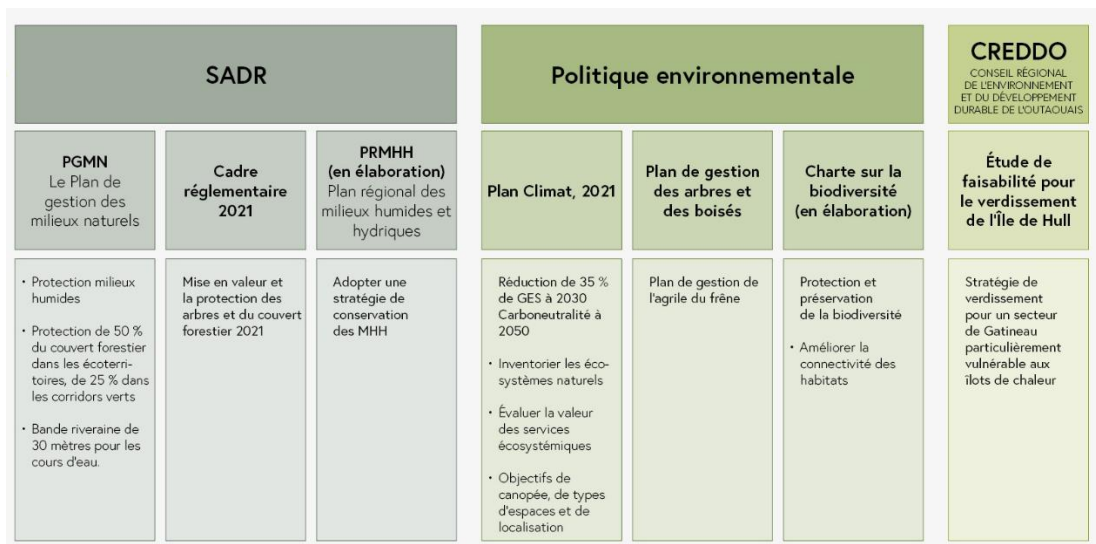 SADR
PGMN
Le Plan de
gestion des
milieux naturels
Cadre
réglementaire
2021
PRMHH
(en élaboration)
Plan régional des
milieux humides et
hydriques
• Protection milieux
humides
• Protection de 50 %
du couvert forestier
dans les écoterri-
toires, de 25 % dans
les corridors verts
• Bande riveraine de
30 mètres pour les
cours d'eau.
Mise en valeur et
la protection des
arbres et du couvert
forestier 2021
Adopter une
stratégie de
conservation
des MHH
Politique environnementale
Plan Climat, 2021
Plan de gestion
des arbres et
des boisés
Charte sur la
biodiversité
(en élaboration)
Réduction de 35 %
de GES à 2030
Carboneutralité à
2050
• Inventorier les éco-
systèmes naturels
• Évaluer la valeur
des services
écosystémiques
• Objectifs de
canopée, de types
d'espaces et de
localisation
Plan de gestion de
l'agrile du frêne
Protection et
préservation
de la biodiversité
• Améliorer la
connectivité des
habitats
CREDDO
CONSEIL RÉGIONAL
DE L'ENVIRONNEMENT
ET DU DÉVELOPPEMENT
DURABLE DE L'OUTAOUAIS
Étude de
faisabilité pour
le verdissement
de l'Île de Hull
Stratégie de
verdissement
pour un secteur
de Gatineau
particulièrement
vulnérable aux
îlots de chaleur